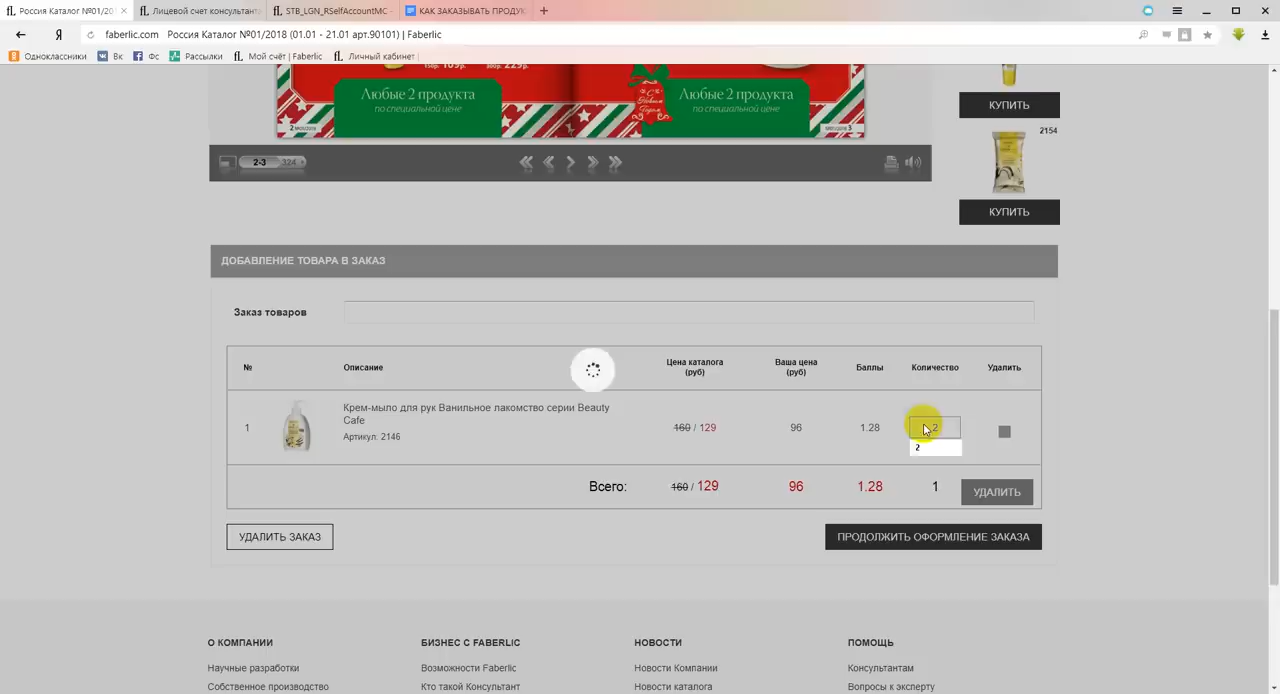 Россия Каталог №01/20
Лицевой счет консультанта
STB_LGN_RSelfAccountMC -
КАК ЗАКАЗЫВАТЬ ПРОДУК
Я
faberlic.com Россия Каталог №01/2018 (01.01 - 21.01 арт.90101) | Faberlic
Одноклассники
Вк
Фс
Рассылки
Мой счёт | Faberlic
Личный кабинет
Любые 2 продукта
по специальной цене
Любые 2 продукта
по специальной цене
2-3 324
КУПИТЬ
2154
КУПИТЬ
ДОБАВЛЕНИЕ ТОВАРА В ЗАКАЗ
Заказ товаров
№ Описание Цена каталога (руб) Ваша цена (руб) Баллы Количество Удалить
1
Крем-мыло для рук Ванильное лакомство серии Beauty
Cafe
Артикул: 2146
160 / 129 96 1.28 2
2
Всего: 160 / 129 96 1.28 1 УДАЛИТЬ
УДАЛИТЬ ЗАКАЗ
ПРОДОЛЖИТЬ ОФОРМЛЕНИЕ ЗАКАЗА
О КОМПАНИИ БИЗНЕС С FABERLIC НОВОСТИ ПОМОЩЬ
Научные разработки Возможности Faberlic Новости Компании Консультантам
Собственное производство Кто такой Консультант Новости каталога Вопросы к эксперту